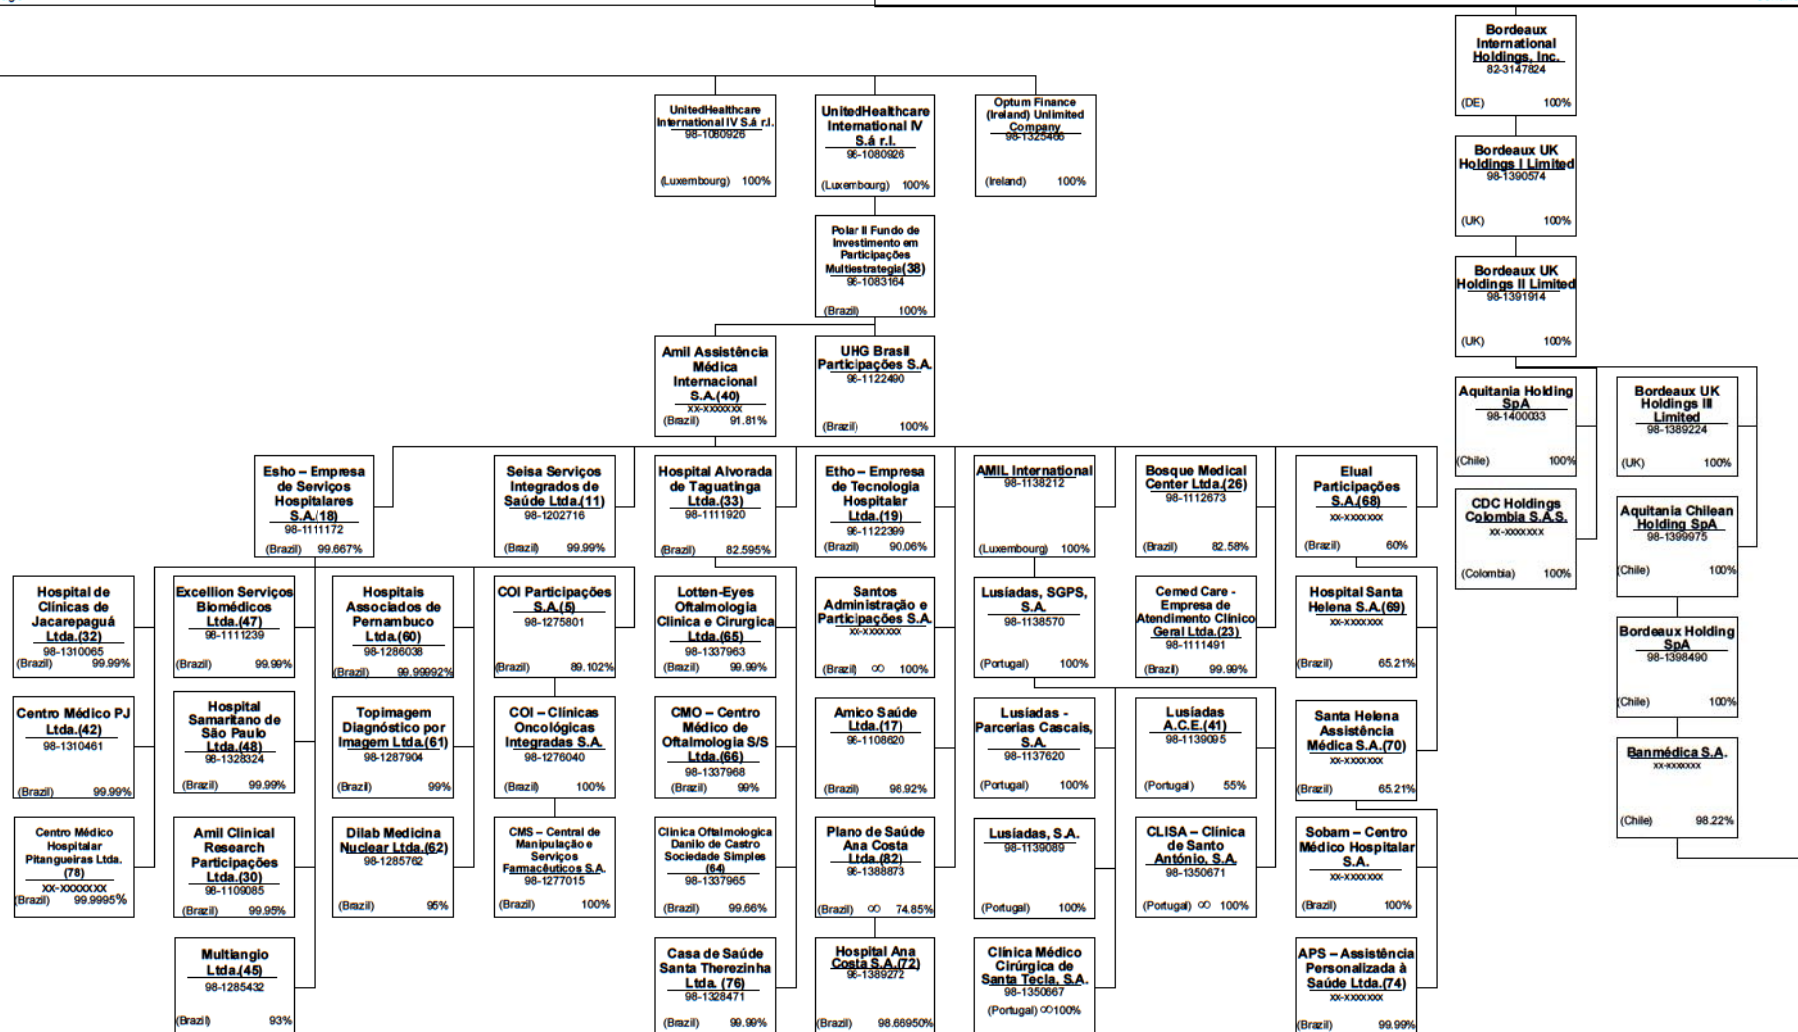 Bordeaux
International
Holdings, Inc.
82-3147824
(DE) 100%
UnitedHealthcare
International IV S.á r.l.
98-1080926
(Luxembourg) 100%
UnitedHealthcare
International IV
S.á r.l.
98-1080926
(Luxembourg) 100%
Optum Finance
(Ireland) Unlimited
Company
98-1325466
(Ireland) 100%
Bordeaux UK
Holdings I Limited
98-1390574
(UK) 100%
Polar II Fundo de
Investimento em
Participações
Multiestrategia(38)
98-1083164
(Brazil) 100%
Bordeaux UK
Holdings II Limited
98-1391914
(UK) 100%
Amil Assistência
Médica
Internacional
S.A.(40)
xx-xxxxxxx
(Brazil) 91.81%
UHG Brasil
Participações S.A.
98-1122490
(Brazil) 100%
Aquitania Holding
SpA
98-1400033
(Chile) 100%
Bordeaux UK
Holdings III
Limited
98-1389224
(UK) 100%
Esho – Empresa
de Serviços
Hospitalares
S.A.(18)
98-1111172
(Brazil) 99.667%
Seisa Serviços
Integrados de
Saúde Ltda.(11)
98-1202716
(Brazil) 99.99%
Hospital Alvorada
de Taguatinga
Ltda.(33)
98-1111920
(Brazil) 82.595%
Etho – Empresa
de Tecnologia
Hospitalar
Ltda.(19)
98-1122399
(Brazil) 90.06%
AMIL International
98-1138212
(Luxembourg) 100%
Bosque Medical
Center Ltda.(26)
98-1112673
(Brazil) 82.58%
Elual
Participações
S.A.(68)
xx-xxxxxxx
(Brazil) 60%
CDC Holdings
Colombia S.A.S.
xx-xxxxxxx
(Colombia) 100%
Aquitania Chilean
Holding SpA
98-1399975
(Chile) 100%
Hospital de
Clínicas de
Jacarepaguá
Ltda.(32)
98-1310065
(Brazil) 99.99%
Excellion Serviços
Biomédicos
Ltda.(47)
98-1111239
(Brazil) 99.99%
Hospitais
Associados de
Pernambuco
Ltda.(60)
98-1286038
(Brazil) 99.99992%
COI Participações
S.A.(5)
98-1275801
(Brazil) 89.102%
Lotten-Eyes
Oftalmologia
Clinica e Cirurgica
Ltda.(65)
98-1337963
(Brazil) 99.99%
Santos
Administração e
Participações S.A.
xx-xxxxxxx
(Brazil) ∞ 100%
Lusíadas, SGPS,
S.A.
98-1138570
(Portugal) 100%
Cemed Care -
Empresa de
Atendimento Clínico
Geral Ltda.(23)
98-1111491
(Brazil) 99.99%
Hospital Santa
Helena S.A.(69)
xx-xxxxxxx
(Brazil) 65.21%
Bordeaux Holding
SpA
98-1398490
(Chile) 100%
Centro Médico PJ
Ltda.(42)
98-1310461
(Brazil) 99.99%
Hospital
Samaritano de
São Paulo
Ltda.(48)
98-1328324
(Brazil) 99.99%
Topimagem
Diagnóstico por
Imagem Ltda.(61)
98-1287904
(Brazil) 99%
COI – Clínicas
Oncológicas
Integradas S.A.
98-1276040
(Brazil) 100%
CMO – Centro
Médico de
Oftalmologia S/S
Ltda.(66)
98-1337968
(Brazil) 99%
Amico Saúde
Ltda.(17)
98-1108620
(Brazil) 98.92%
Lusíadas -
Parcerias Cascais,
S.A.
98-1137620
(Portugal) 100%
Lusíadas
A.C.E.(41)
98-1139095
(Portugal) 55%
Santa Helena
Assistência
Médica S.A.(70)
xx-xxxxxxx
(Brazil) 65.21%
Banmédica S.A.
xx-xxxxxxx
(Chile) 98.22%
Centro Médico
Hospitalar
Pitangueiras Ltda.
(78)
xx-xxxxxxx
(Brazil) 99.9995%
Amil Clinical
Research
Participações
Ltda.(30)
98-1109085
(Brazil) 99.95%
Dilab Medicina
Nuclear Ltda.(62)
98-1285762
(Brazil) 95%
CMS – Central de
Manipulação e
Serviços
Farmacêuticos S.A.
98-1277015
(Brazil) 100%
Clinica Oftalmologica
Danilo de Castro
Sociedade Simples
(64)
98-1337965
(Brazil) 99.66%
Plano de Saúde
Ana Costa
Ltda.(82)
98-1388873
(Brazil) ∞ 74.85%
Lusíadas, S.A.
98-1139089
(Portugal) 100%
CLISA – Clínica
de Santo
António, S.A.
98-1350671
(Portugal) ∞ 100%
Sobam – Centro
Médico Hospitalar
S.A.
xx-xxxxxxx
(Brazil) 100%
Multiangio
Ltda.(45)
98-1285432
(Brazil) 93%
Casa de Saúde
Santa Therezinha
Ltda. (76)
98-1328471
(Brazil) 99.99%
Hospital Ana
Costa S.A.(72)
98-1389272
(Brazil) 98.66950%
Clínica Médico
Cirúrgica de
Santa Tecla, S.A.
98-1350667
(Portugal) ∞100%
APS – Assistência
Personalizada à
Saúde Ltda.(74)
xx-xxxxxxx
(Brazil) 99.99%